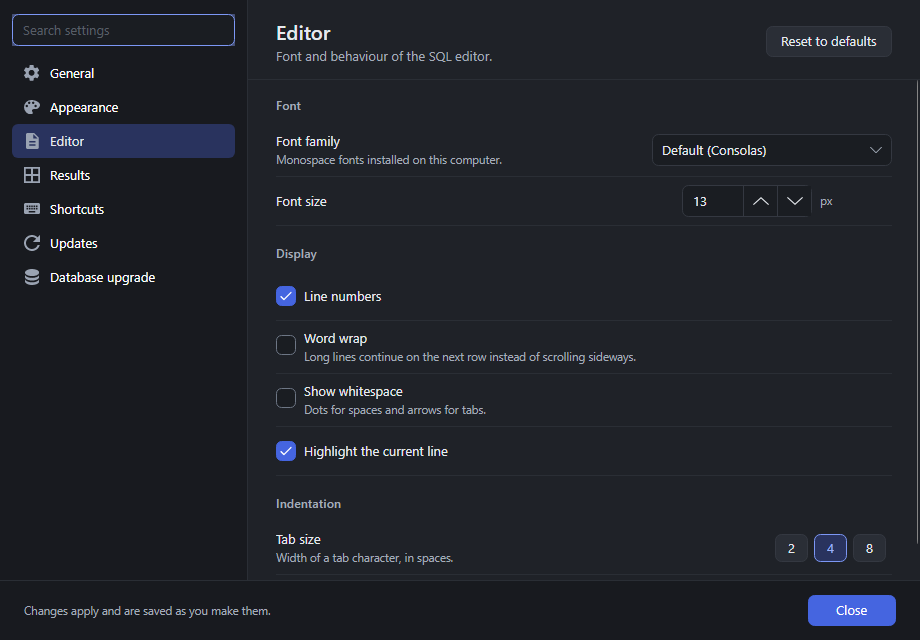 Search settings
General
Appearance
Editor
Results
Shortcuts
Updates
Database upgrade
Editor
Font and behaviour of the SQL editor.
Reset to defaults
Font
Font family
Monospace fonts installed on this computer.
Default (Consolas)
Font size
13
px
Display
Line numbers
Word wrap
Long lines continue on the next row instead of scrolling sideways.
Show whitespace
Dots for spaces and arrows for tabs.
Highlight the current line
Indentation
Tab size
Width of a tab character, in spaces.
2 4 8
Changes apply and are saved as you make them.
Close